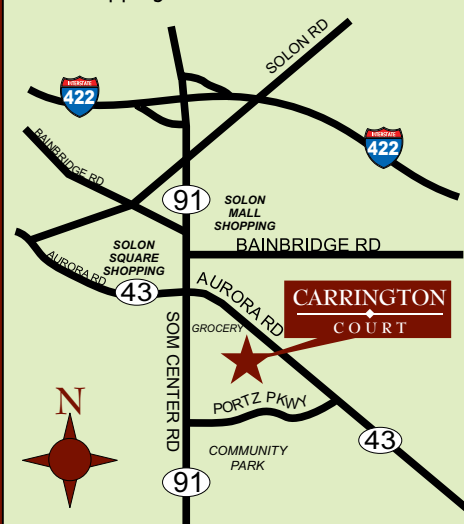 SOLON RD
INTERSTATE
422
INTERSTATE
422
BAINBRIDGE RD
91
SOLON
MALL
SHOPPING
SOLON
SQUARE
SHOPPING
BAINBRIDGE RD
AURORA RD
43
AURORA RD
CARRINGTON
COURT
GROCERY
SOM CENTER RD
PORTZ PKWY
N
43
COMMUNITY
PARK
91